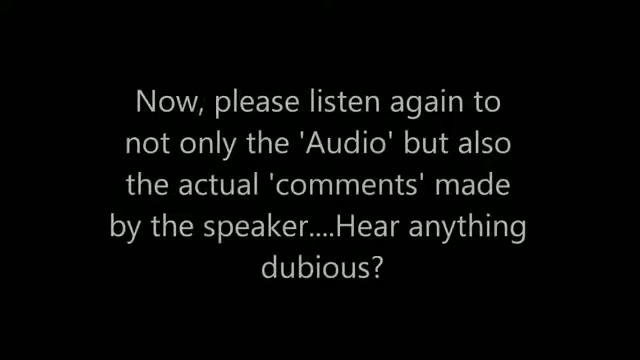 Now, please listen again to
not only the 'Audio' but also
the actual 'comments' made
by the speaker....Hear anything
dubious?